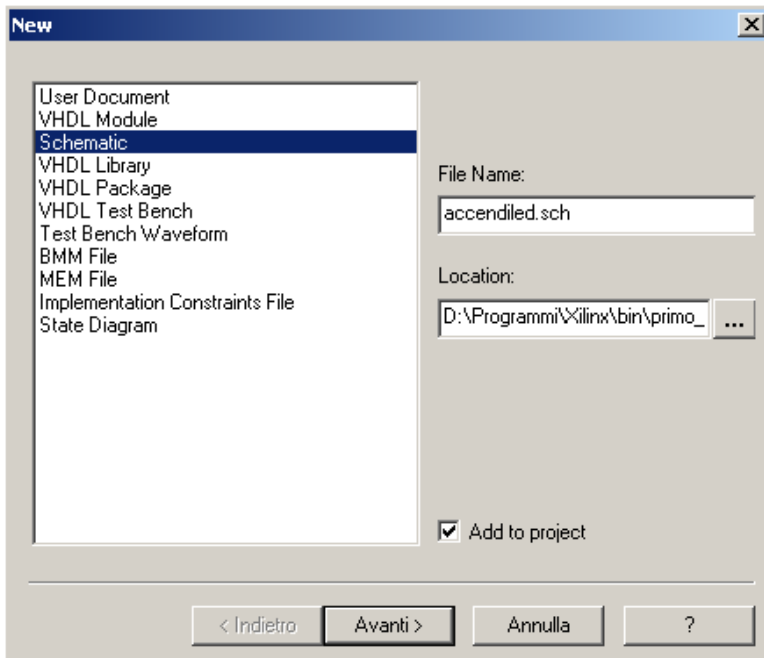 New
User Document
VHDL Module
Schematic
VHDL Library
VHDL Package
VHDL Test Bench
Test Bench Waveform
BMM File
MEM File
Implementation Constraints File
State Diagram
File Name:
accendiled.sch
Location:
D:\Programmi\Xilinx\bin\primo_
...
Add to project
< Indietro
Avanti >
Annulla
?